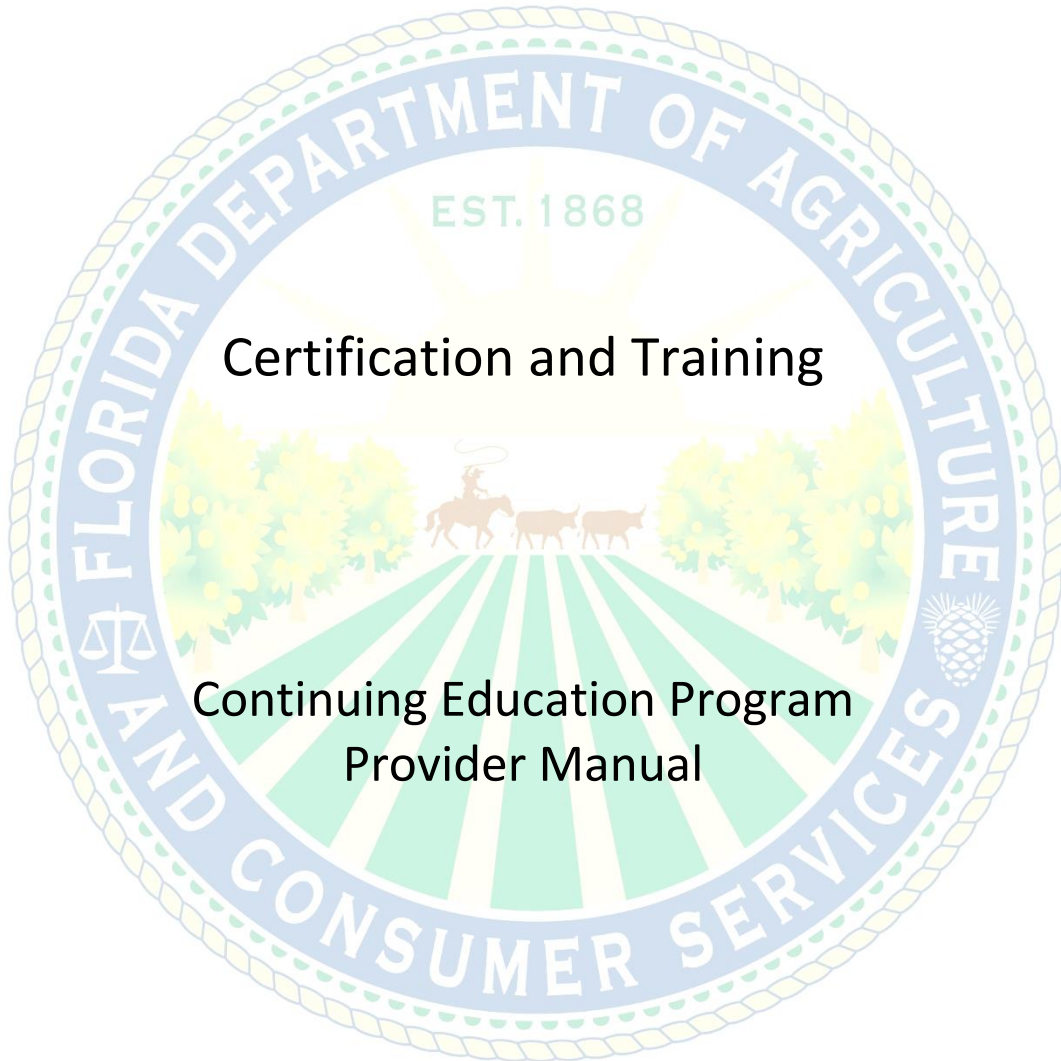 FLORIDA DEPARTMENT OF AGRICULTURE
AND CONSUMER SERVICES
EST. 1868
Certification and Training
Continuing Education Program
Provider Manual